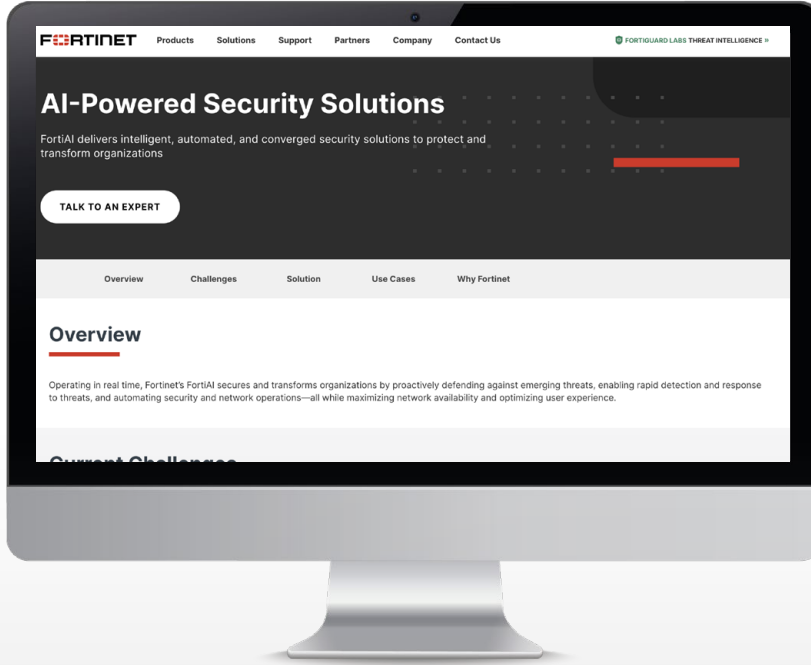 FORTINET
Products Solutions Support Partners Company Contact Us
FORTIGUARD LABS THREAT INTELLIGENCE »
AI-Powered Security Solutions
FortiAI delivers intelligent, automated, and converged security solutions to protect and
transform organizations
TALK TO AN EXPERT
Overview Challenges Solution Use Cases Why Fortinet
Overview
Operating in real time, Fortinet's FortiAI secures and transforms organizations by proactively defending against emerging threats, enabling rapid detection and response
to threats, and automating security and network operations—all while maximizing network availability and optimizing user experience.
Current Challenges